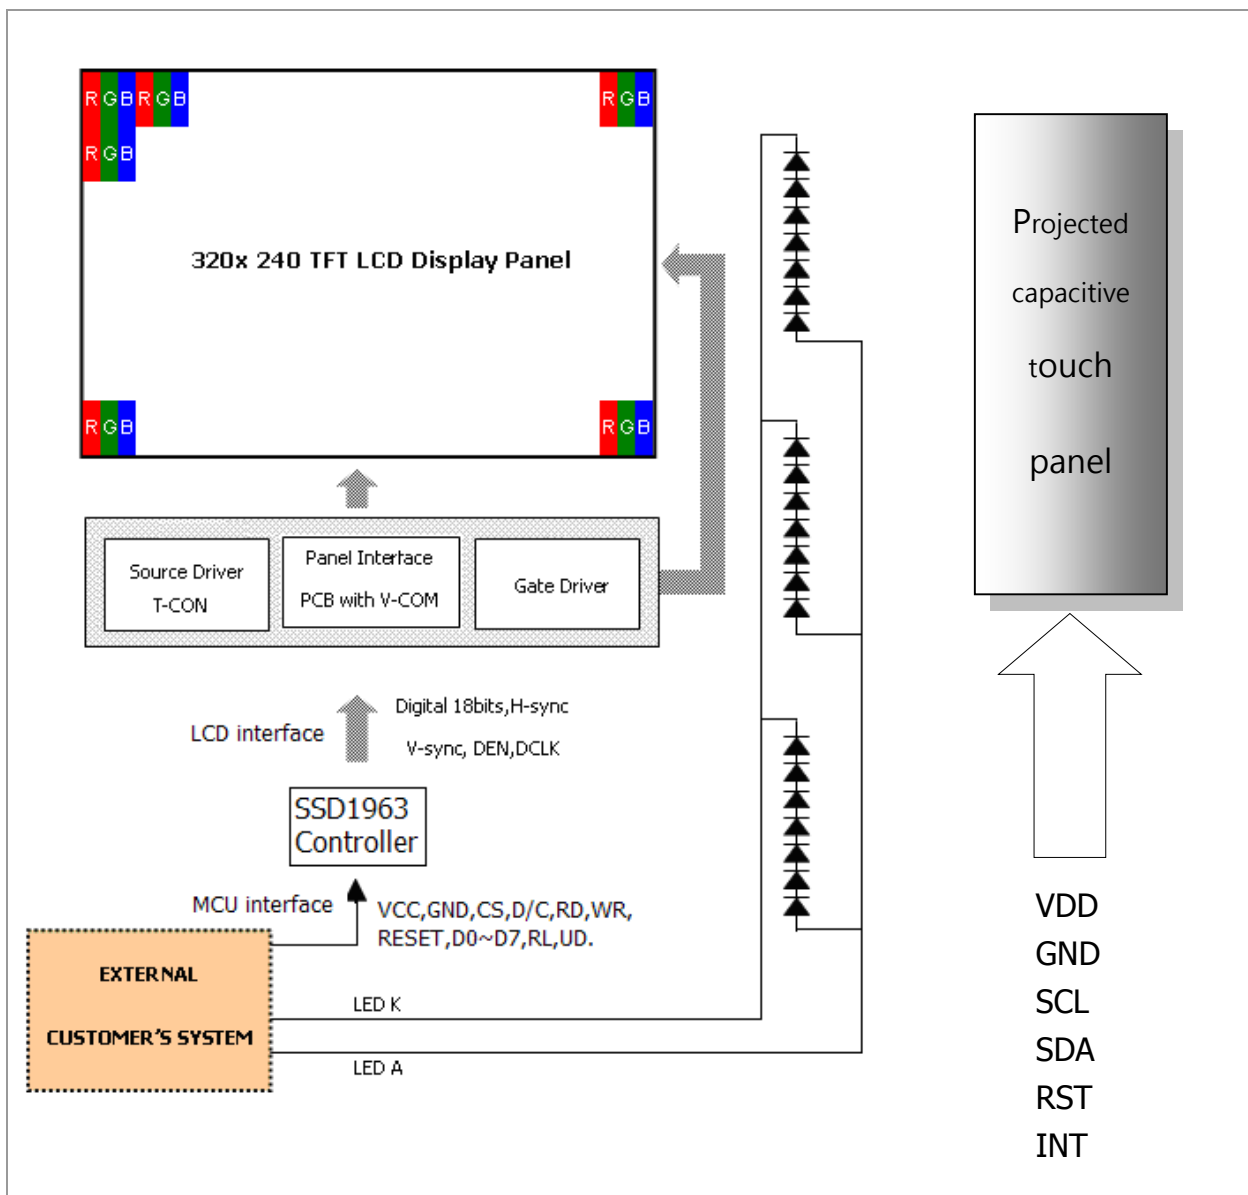 RGBRGB
RGB
RGB
320x 240 TFT LCD Display Panel
RGB
RGB
Source Driver
T-CON
Panel Interface
PCB with V-COM
Gate Driver
LCD interface
Digital 18bits,H-sync
V-sync, DEN,DCLK
SSD1963
Controller
MCU interface
VCC,GND,CS,D/C,RD,WR,
RESET,D0~D7,RL,UD.
EXTERNAL
CUSTOMER'S SYSTEM
LED K
LED A
Projected
capacitive
touch
panel
VDD
GND
SCL
SDA
RST
INT